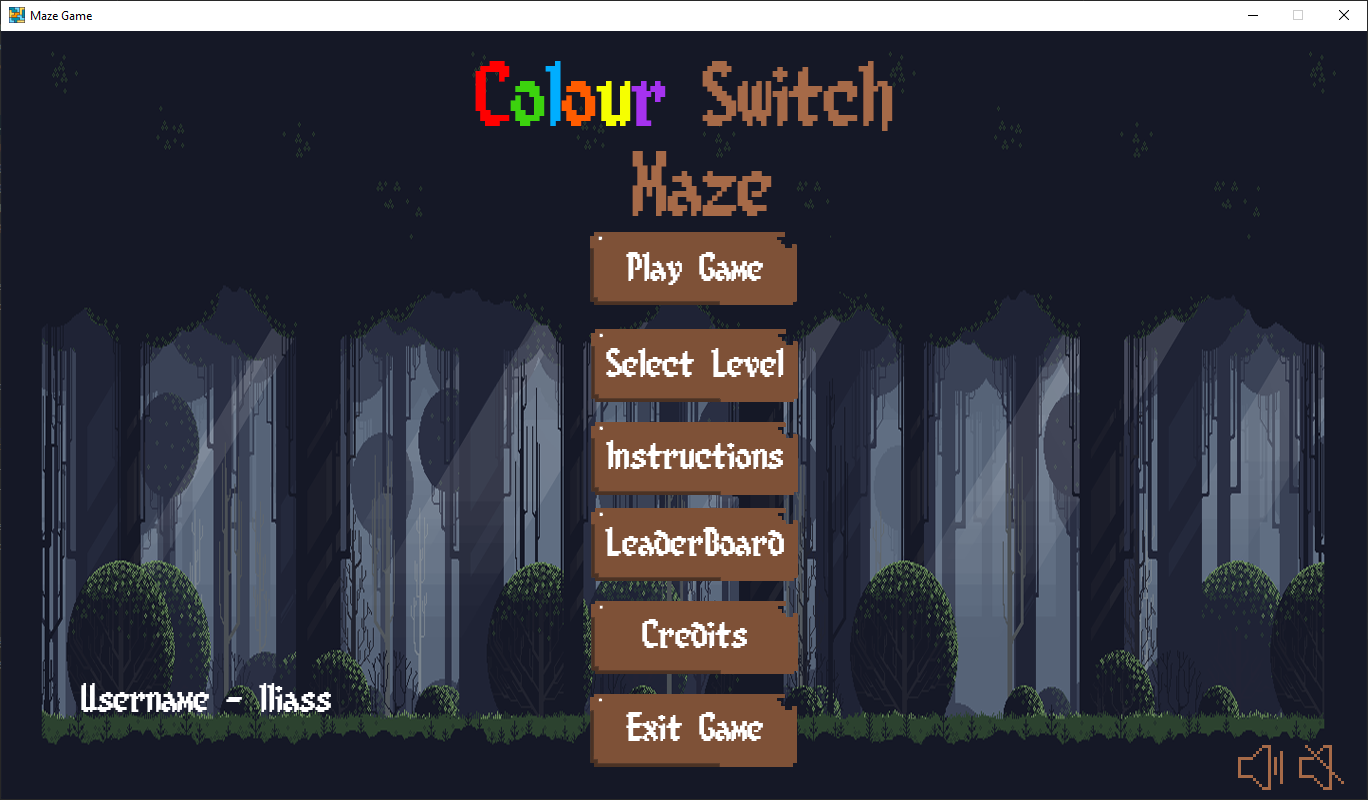 Maze Game
Colour Switch
Maze
Play Game
Select Level
Instructions
LeaderBoard
Credits
Username - Iliass
Exit Game